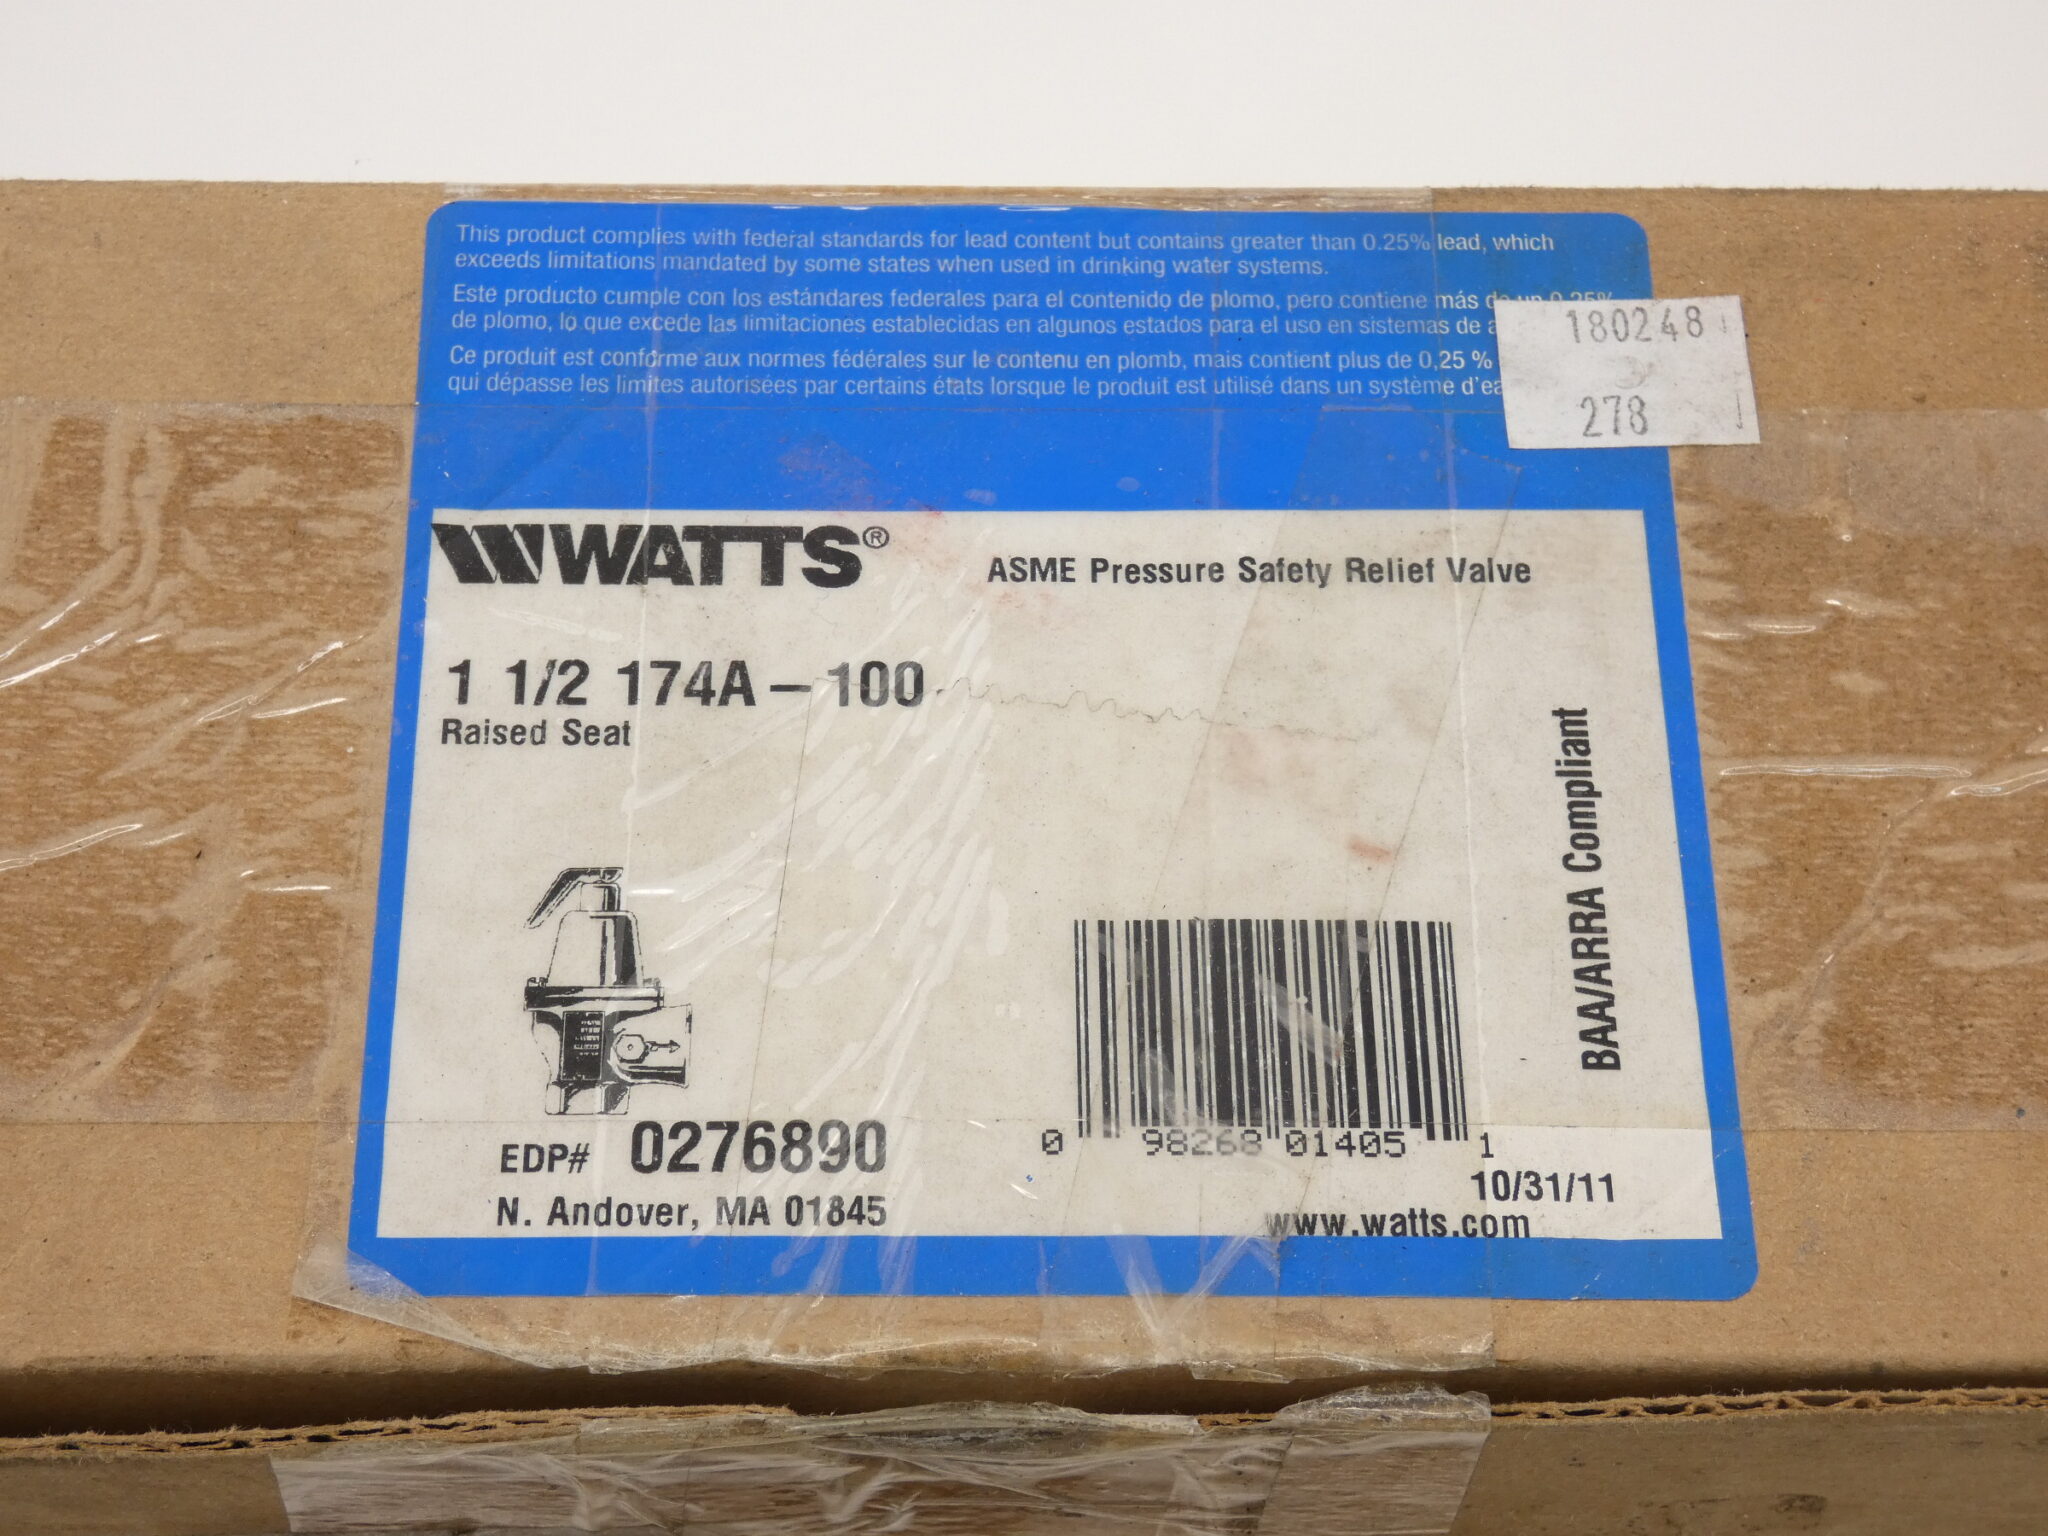 This product complies with federal standards for lead content but contains greater than 0.25% lead, which
exceeds limitations mandated by some states when used in drinking water systems.
Este producto cumple con los estándares federales para el contenido de plomo, pero contiene más de un 0.25%
de plomo, lo que excede las limitaciones establecidas en algunos estados para el uso en sistemas de
Ce produit est conforme aux normes fédérales sur le contenu en plomb, mais contient plus de 0,25 %
qui dépasse les limites autorisées par certains états lorsque le produit est utilisé dans un système
180248
278
WATTS®
ASME Pressure Safety Relief Valve
1 1/2 174A – 100
Raised Seat
BAA/ARRA Compliant
EDP# 0276890
N. Andover, MA 01845
0 98268 01405 1
10/31/11
www.watts.com